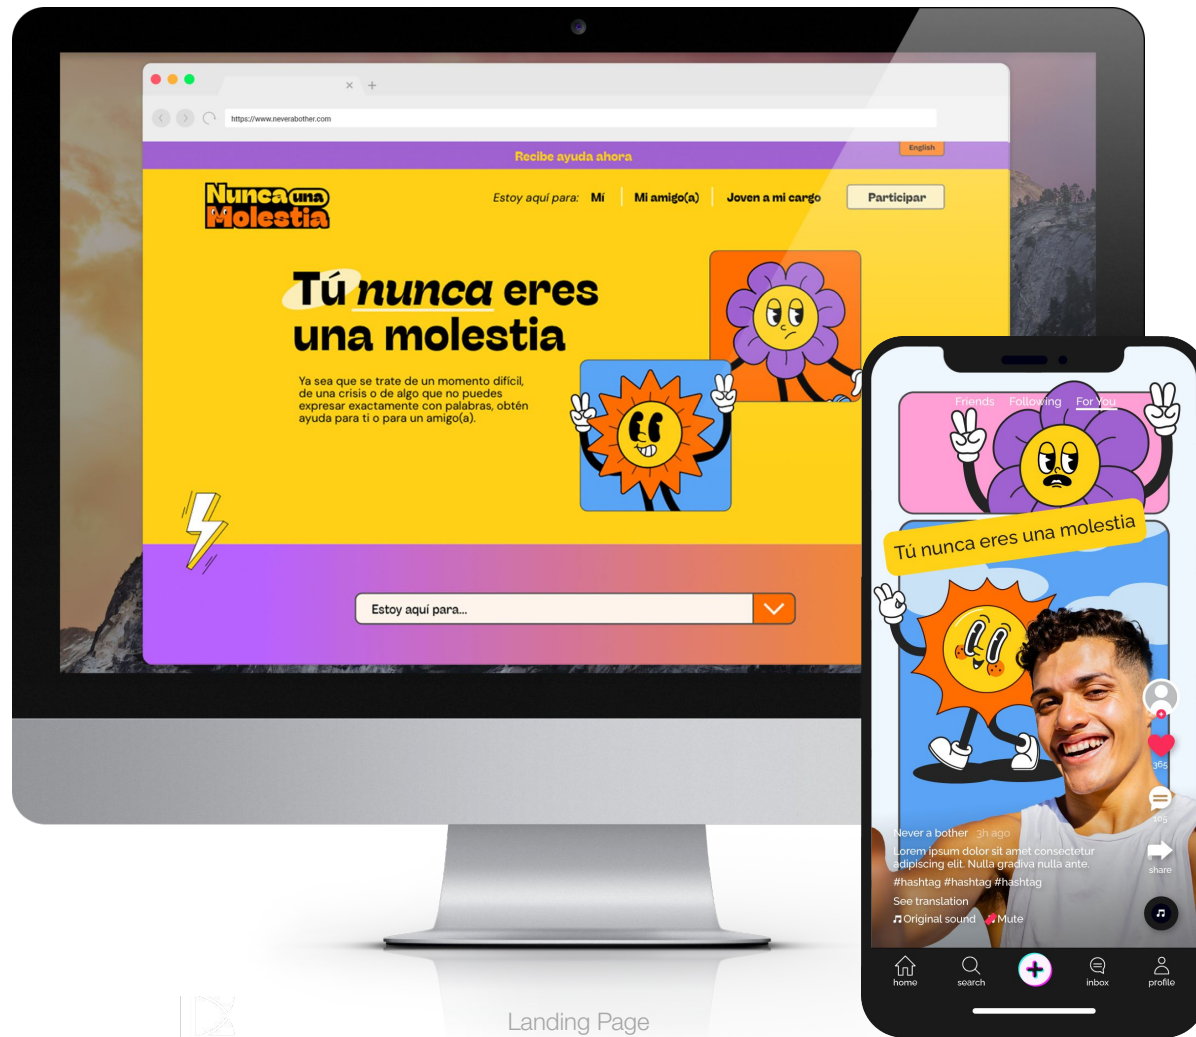 https://www.neverabother.com
Recibe ayuda ahora
English
Nunca una
Molestia
Estoy aquí para: Mí Mi amigo(a) Joven a mi cargo Participar
Tú nunca eres
una molestia
Ya sea que se trate de un momento difícil,
de una crisis o de algo que no puedes
expresar exactamente con palabras, obtén
ayuda para ti o para un amigo(a).
Estoy aquí para...
Friends Following For You
Tú nunca eres una molestia
365
105
share
Never a bother 3h ago
Lorem ipsum dolor sit amet consectetur
adipiscing elit. Nulla gradiva nulla ante.
#hashtag #hashtag #hashtag
See translation
Original sound Mute
home search inbox profile
Landing Page